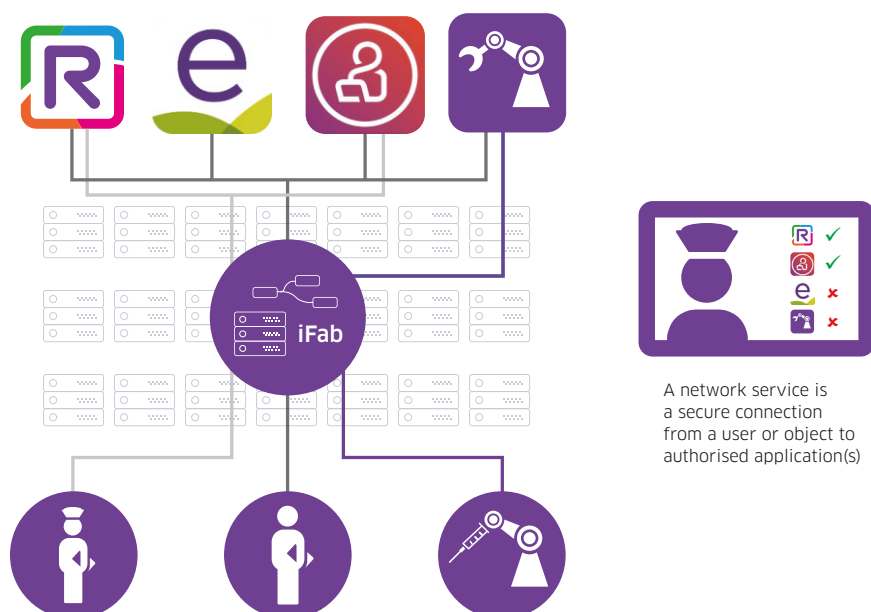 R
e
iFab
R
e
A network service is
a secure connection
from a user or object to
authorised application(s)